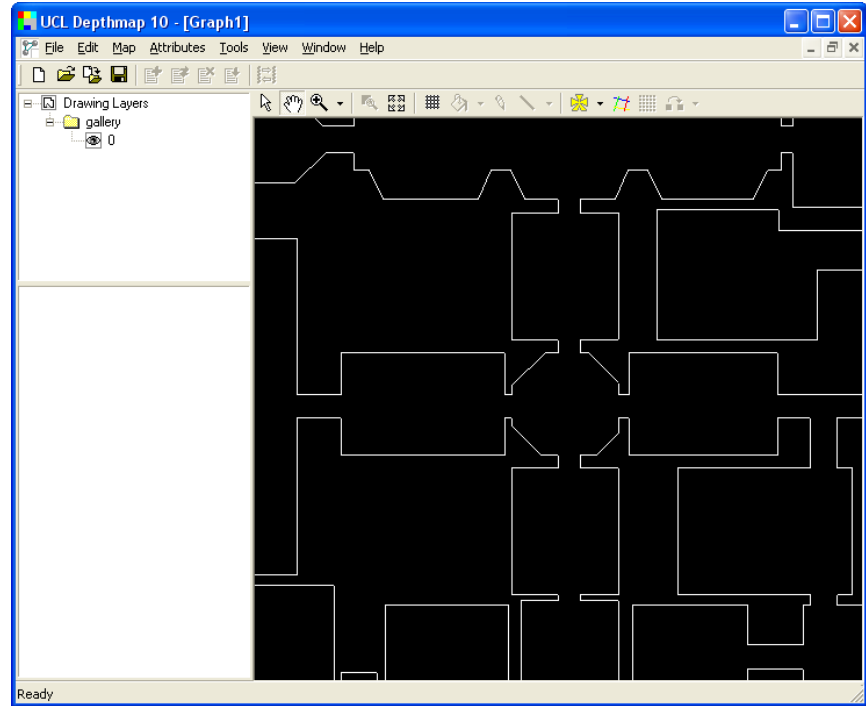 UCL Depthmap 10 - [Graph1]
File Edit Map Attributes Tools View Window Help
Drawing Layers
gallery
0
Ready